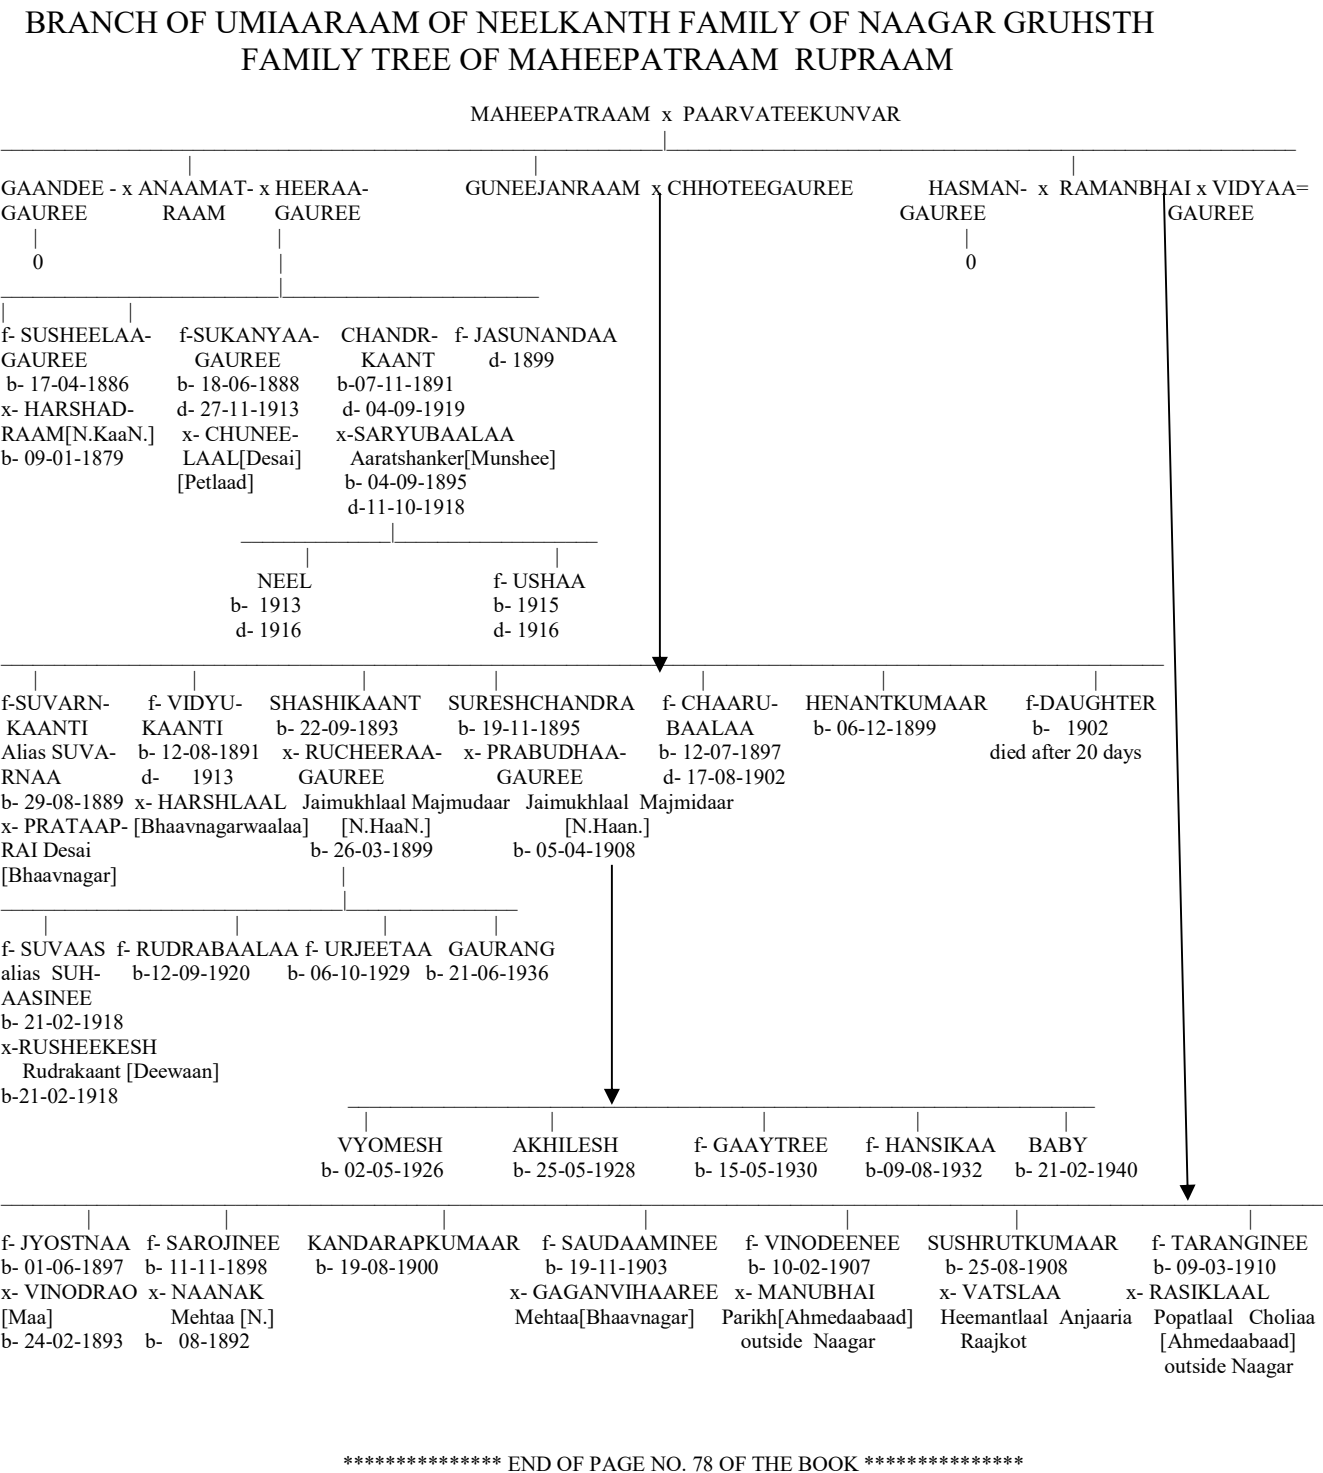 BRANCH OF UMIAARAAM OF NEELKANTH FAMILY OF NAAGAR GRUHSTH
FAMILY TREE OF MAHEEPATRAAM RUPRAAM
MAHEEPATRAAM x PAARVATEEKUNVAR
GAANDEE - x ANAAMAT- x HEERAA- GUNEEJANRAAM x CHHOTEEGAUREE HASMAN- x RAMANBHAI x VIDYAA=
GAUREE RAAM GAUREE GAUREE GAUREE
0 0
f- SUSHEELAA- f-SUKANYAA- CHANDR- f- JASUNANDAA
GAUREE GAUREE KAANT d- 1899
b- 17-04-1886 b- 18-06-1888 b-07-11-1891
x- HARSHAD- d- 27-11-1913 d- 04-09-1919
RAAM[N.KaaN.] x- CHUNEE- x-SARYUBAALAA
b- 09-01-1879 LAAL[Desai] Aaratshanker[Munshee]
[Petlaad] b- 04-09-1895
d-11-10-1918
NEEL f- USHAA
b- 1913 b- 1915
d- 1916 d- 1916
f-SUVARN- f- VIDYU- SHASHIKAANT SURESHCHANDRA f- CHAARU- HENANTKUMAAR f-DAUGHTER
KAANTI KAANTI b- 22-09-1893 b- 19-11-1895 BAALAA b- 06-12-1899 b- 1902
Alias SUVA- b- 12-08-1891 x- RUCHEERAA- x- PRABUDHAA- b- 12-07-1897 died after 20 days
RNAA d- 1913 GAUREE GAUREE d- 17-08-1902
b- 29-08-1889 x- HARSHLAAL Jaimukhlaal Majmudaar Jaimukhlaal Majmidaar
x- PRATAAP- [Bhaavnagarwaalaa] [N.HaaN.] [N.Haan.]
RAI Desai b- 26-03-1899 b- 05-04-1908
[Bhaavnagar]
f- SUVAAS f- RUDRABAALAA f- URJEETAA GAURANG
alias SUH- b-12-09-1920 b- 06-10-1929 b- 21-06-1936
AASINEE
b- 21-02-1918
x-RUSHEEKESH
Rudrakaant [Deewaan]
b-21-02-1918
VYOMESH AKHILESH f- GAAYTREE f- HANSIKAA BABY
b- 02-05-1926 b- 25-05-1928 b- 15-05-1930 b-09-08-1932 b- 21-02-1940
f- JYOSTNAA f- SAROJINEE KANDARAPKUMAAR f- SAUDAAMINEE f- VINODEENEE SUSHRUTKUMAAR f- TARANGINEE
b- 01-06-1897 b- 11-11-1898 b- 19-08-1900 b- 19-11-1903 b- 10-02-1907 b- 25-08-1908 b- 09-03-1910
x- VINODRAO x- NAANAK x- GAGANVIHAAREE x- MANUBHAI x- VATSLAA x- RASIKLAAL
[Maa] Mehtaa [N.] Mehtaa[Bhaavnagar] Parikh[Ahmedaabaad] Heemantlaal Anjaaria Popatlaal Choliaa
b- 24-02-1893 b- 08-1892 outside Naagar Raajkot [Ahmedaabaad]
outside Naagar
*************** END OF PAGE NO. 78 OF THE BOOK ***************